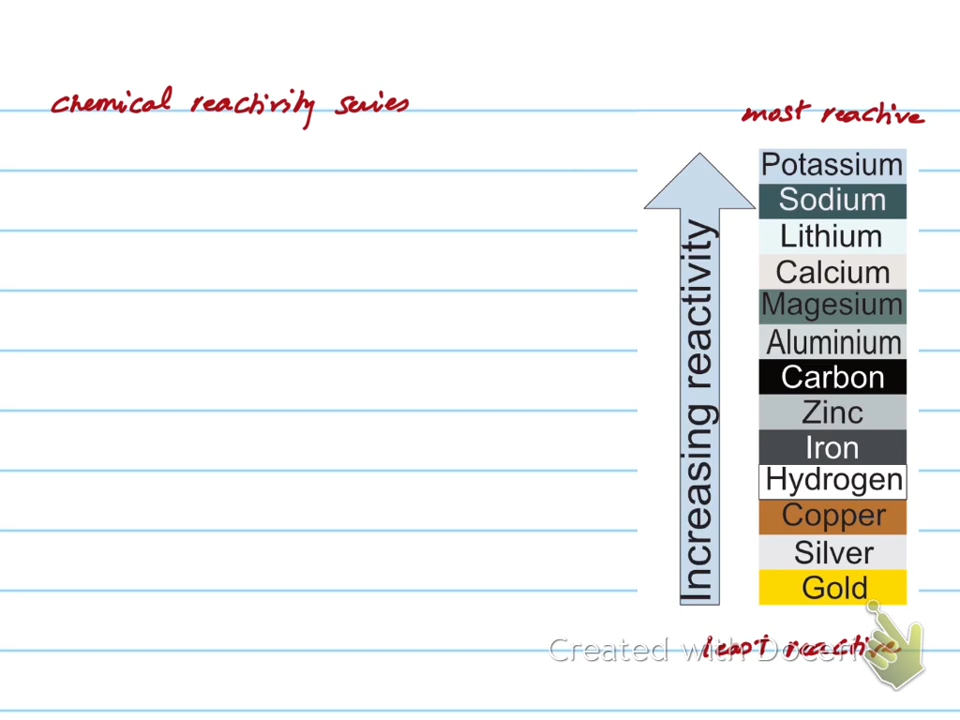 chemical reactivity series
most reactive
Increasing reactivity
Potassium
Sodium
Lithium
Calcium
Magesium
Aluminium
Carbon
Zinc
Iron
Hydrogen
Copper
Silver
Gold
least reactive
Created with Doceri